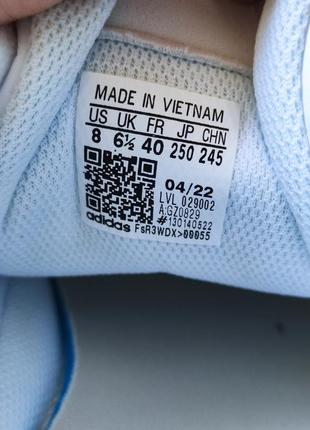 MADE IN VIETNAM
US UK FR JP CHN
8 6½ 40 250 245
04/22
LVL 029002
A:GZ0829
#130140522
adidas FsR3WDX>00055